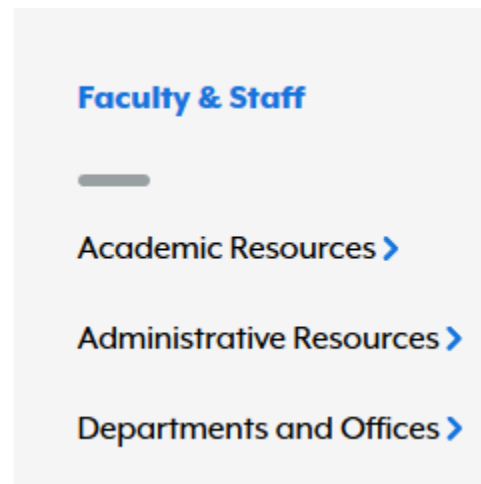 Faculty & Staff
Academic Resources
Administrative Resources
Departments and Offices